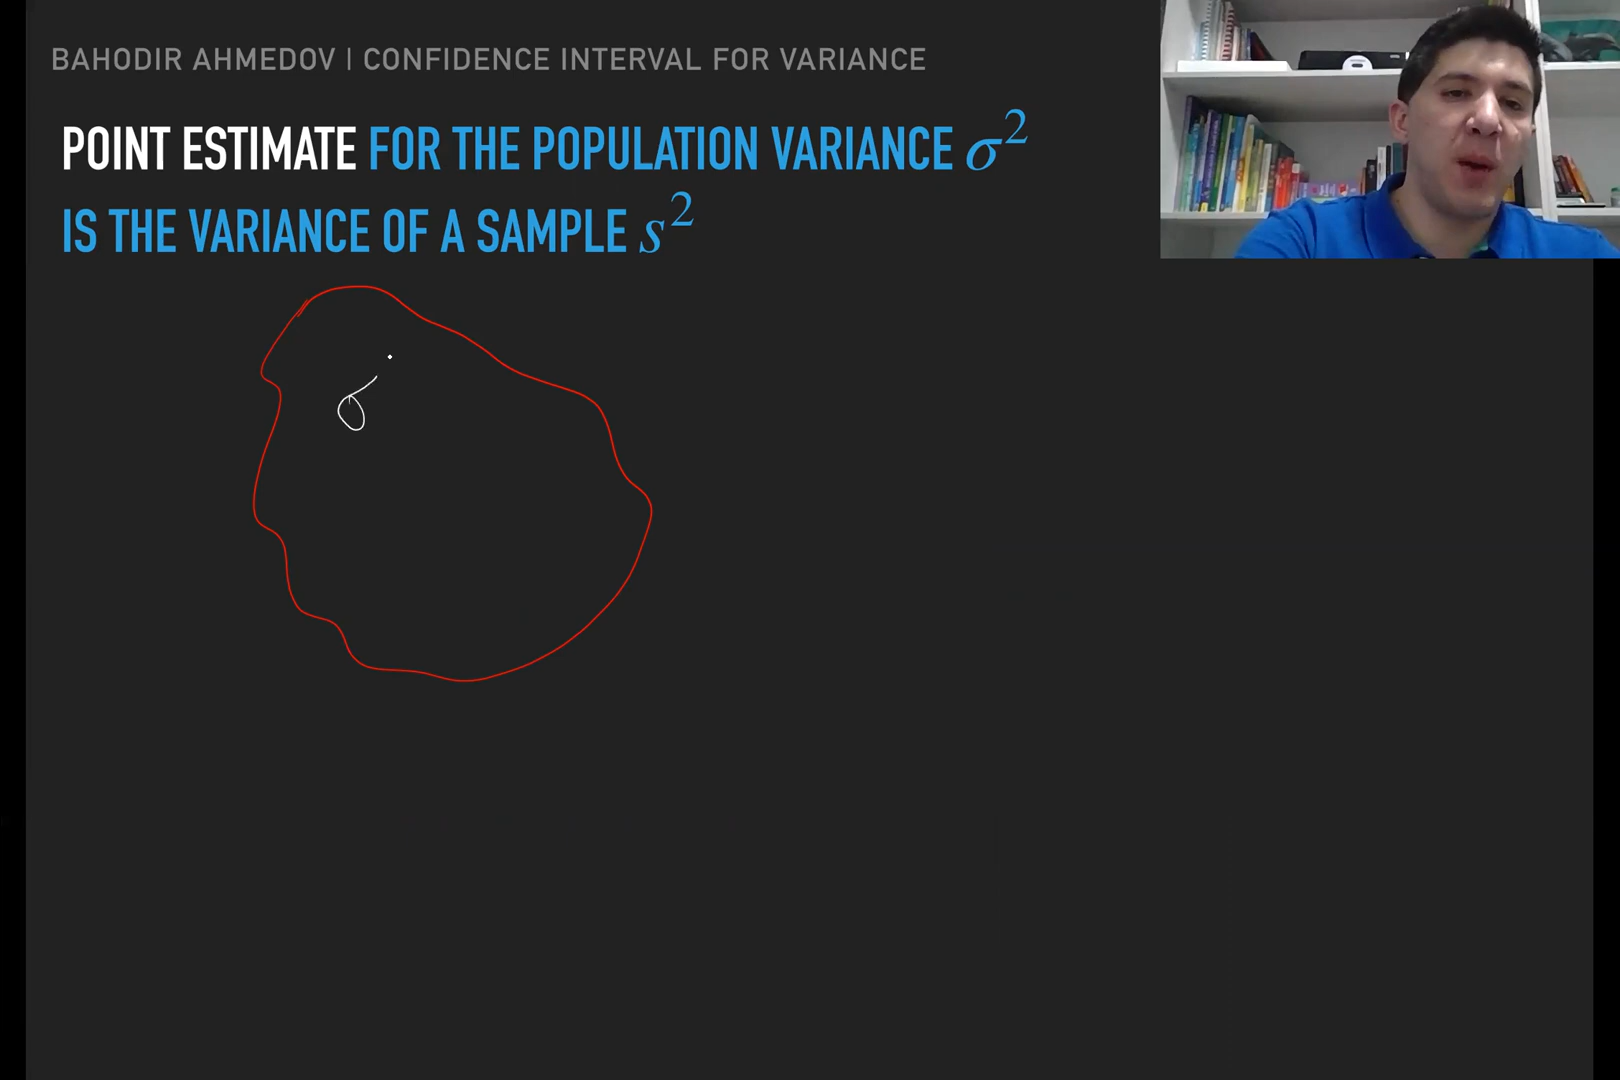 BAHODIR AHMEDOV | CONFIDENCE INTERVAL FOR VARIANCE
POINT ESTIMATE FOR THE POPULATION VARIANCE σ²
IS THE VARIANCE OF A SAMPLE s²
σ